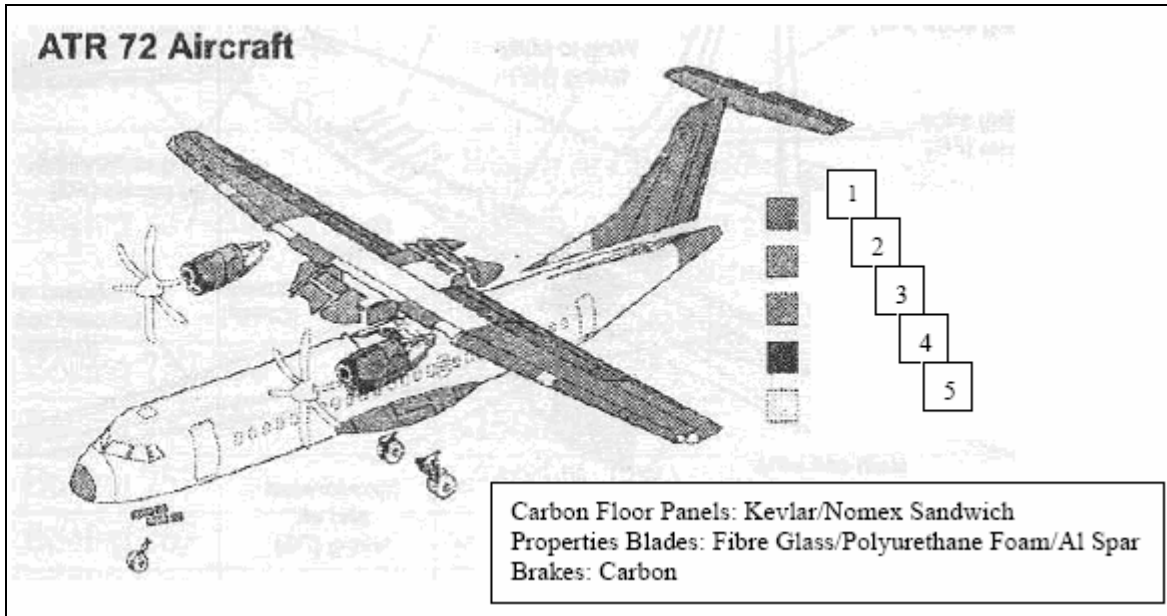 ATR 72 Aircraft
1
2
3
4
5
Carbon Floor Panels: Kevlar/Nomex Sandwich
Properties Blades: Fibre Glass/Polyurethane Foam/Al Spar
Brakes: Carbon